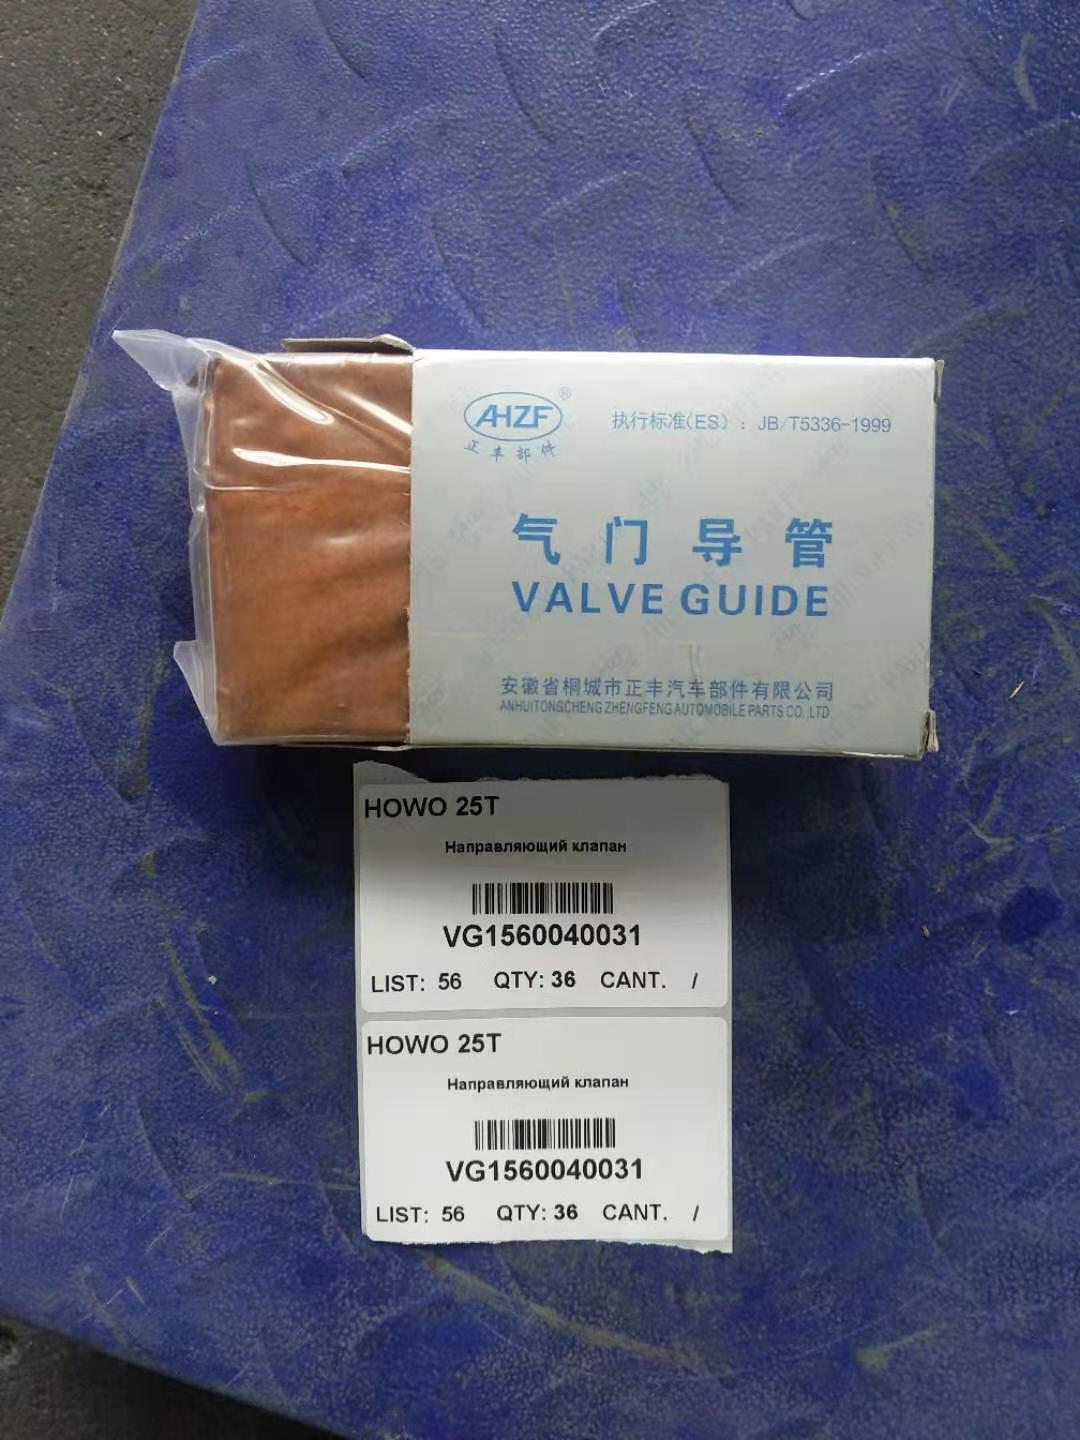 AHZF®
正丰部件
执行标准(ES)：JB/T5336-1999
气门导管
VALVE GUIDE
安徽省桐城市正丰汽车部件有限公司
ANHUITONGCHENG ZHENGFENG AUTOMOBILE PARTS CO.,LTD
HOWO 25T
Направляющий клапан
VG1560040031
LIST: 56 QTY: 36 CANT. /
HOWO 25T
Направляющий клапан
VG1560040031
LIST: 56 QTY: 36 CANT. /